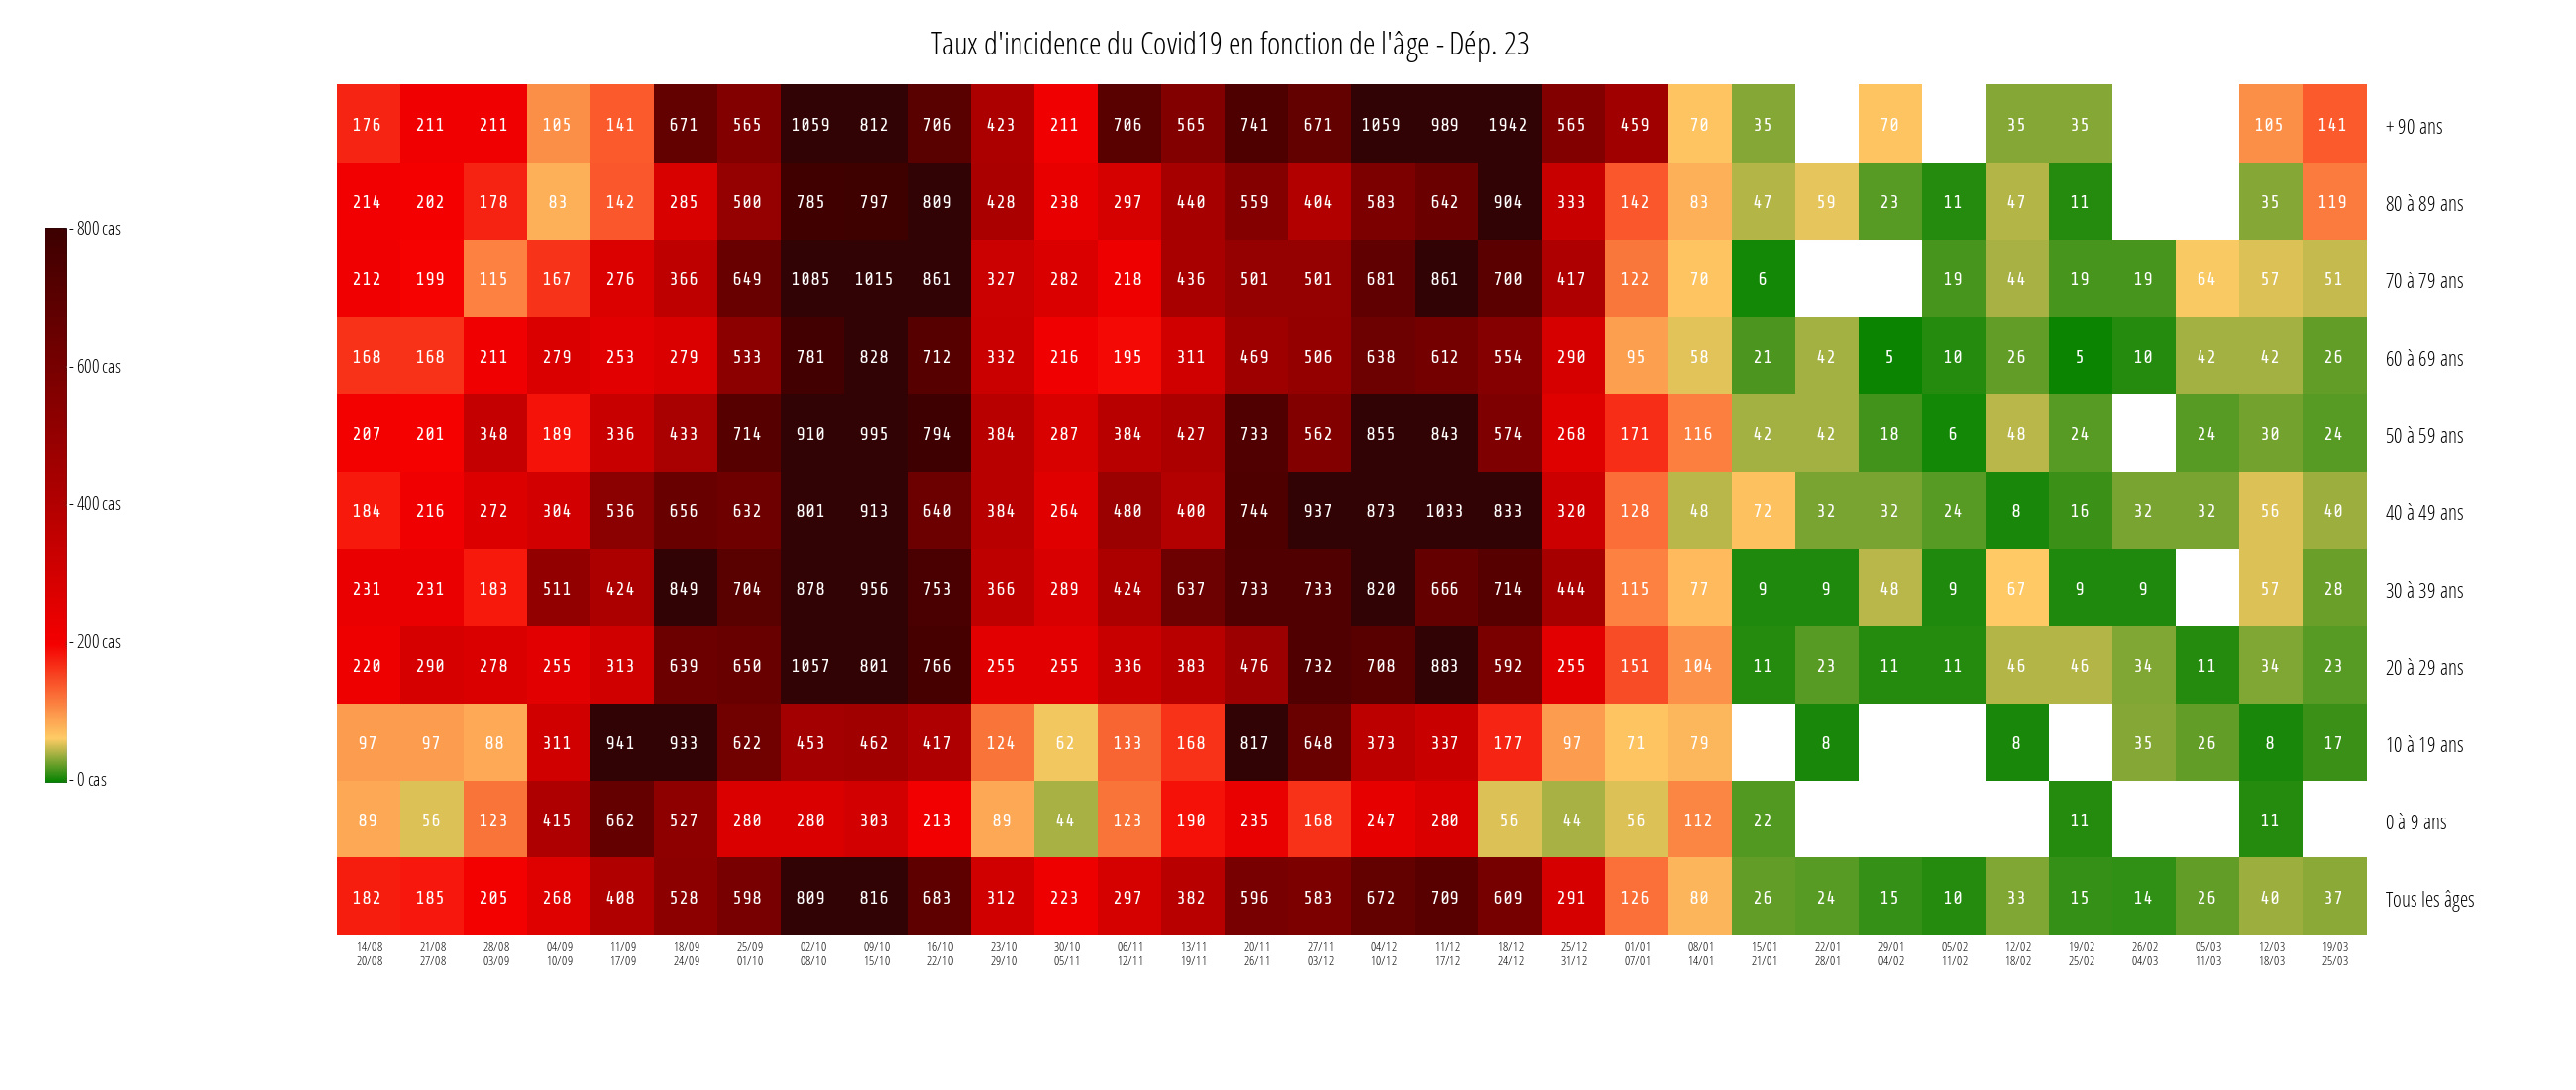 Taux d'incidence du Covid19 en fonction de l'âge - Dép. 23
176 211 211 105 141 671 565 1059 812 706 423 211 706 565 741 671 1059 989 1942 565 459 70 35 70 35 35 105 141 + 90 ans
214 202 178 83 142 285 500 785 797 809 428 238 297 440 559 404 583 642 904 333 142 83 47 59 23 11 47 11 35 119 80 à 89 ans
- 800 cas
212 199 115 167 276 366 649 1085 1015 861 327 282 218 436 501 501 681 861 700 417 122 70 6 19 44 19 19 64 57 51 70 à 79 ans
168 168 211 279 253 279 533 781 828 712 332 216 195 311 469 506 638 612 554 290 95 58 21 42 5 10 26 5 10 42 42 26 60 à 69 ans
- 600 cas
207 201 348 189 336 433 714 910 995 794 384 287 384 427 733 562 855 843 574 268 171 116 42 42 18 6 48 24 24 30 24 50 à 59 ans
- 400 cas
184 216 272 304 536 656 632 801 913 640 384 264 480 400 744 937 873 1033 833 320 128 48 72 32 32 24 8 16 32 32 56 40 40 à 49 ans
231 231 183 511 424 849 704 878 956 753 366 289 424 637 733 733 820 666 714 444 115 77 9 9 48 9 67 9 9 57 28 30 à 39 ans
- 200 cas
220 290 278 255 313 639 650 1057 801 766 255 255 336 383 476 732 708 883 592 255 151 104 11 23 11 11 46 46 34 11 34 23 20 à 29 ans
97 97 88 311 941 933 622 453 462 417 124 62 133 168 817 648 373 337 177 97 71 79 8 8 35 26 8 17 10 à 19 ans
- 0 cas
89 56 123 415 662 527 280 280 303 213 89 44 123 190 235 168 247 280 56 44 56 112 22 11 11 0 à 9 ans
182 185 205 268 408 528 598 809 816 683 312 223 297 382 596 583 672 709 609 291 126 80 26 24 15 10 33 15 14 26 40 37 Tous les âges
14/08 21/08 28/08 04/09 11/09 18/09 25/09 02/10 09/10 16/10 23/10 30/10 06/11 13/11 20/11 27/11 04/12 11/12 18/12 25/12 01/01 08/01 15/01 22/01 29/01 05/02 12/02 19/02 26/02 05/03 12/03 19/03
20/08 27/08 03/09 10/09 17/09 24/09 01/10 08/10 15/10 22/10 29/10 05/11 12/11 19/11 26/11 03/12 10/12 17/12 24/12 31/12 07/01 14/01 21/01 28/01 04/02 11/02 18/02 25/02 04/03 11/03 18/03 25/03